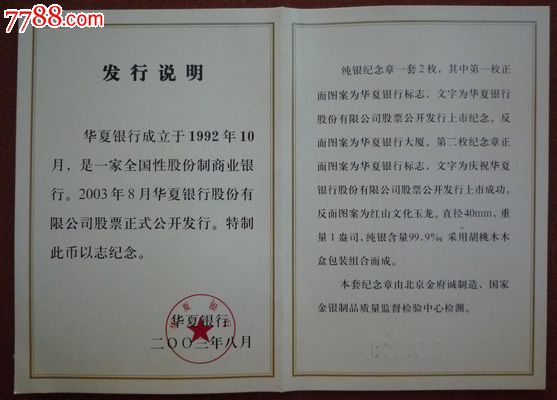 7788.com
发行说明
华夏银行成立于1992年10
月，是一家全国性股份制商业银
行。2003年8月华夏银行股份有
限公司股票正式公开发行。特制
此币以志纪念。
华夏银行
二〇〇三年八月
华夏银行
纯银纪念章一套2枚，其中第一枚正
面图案为华夏银行标志，文字为华夏银行
股份有限公司股票公开发行上市纪念。反
面图案为华夏银行大厦。第二枚纪念章正
面图案为华夏银行标志，文字为庆祝华夏
银行股份有限公司股票公开发行上市成功，
反面图案为红山文化玉龙。直径40mm，重
量1盎司，纯银含量99.9%；采用胡桃木木
盒包装组合而成。
本套纪念章由北京金府诚制造，国家
金银制品质量监督检验中心检测。